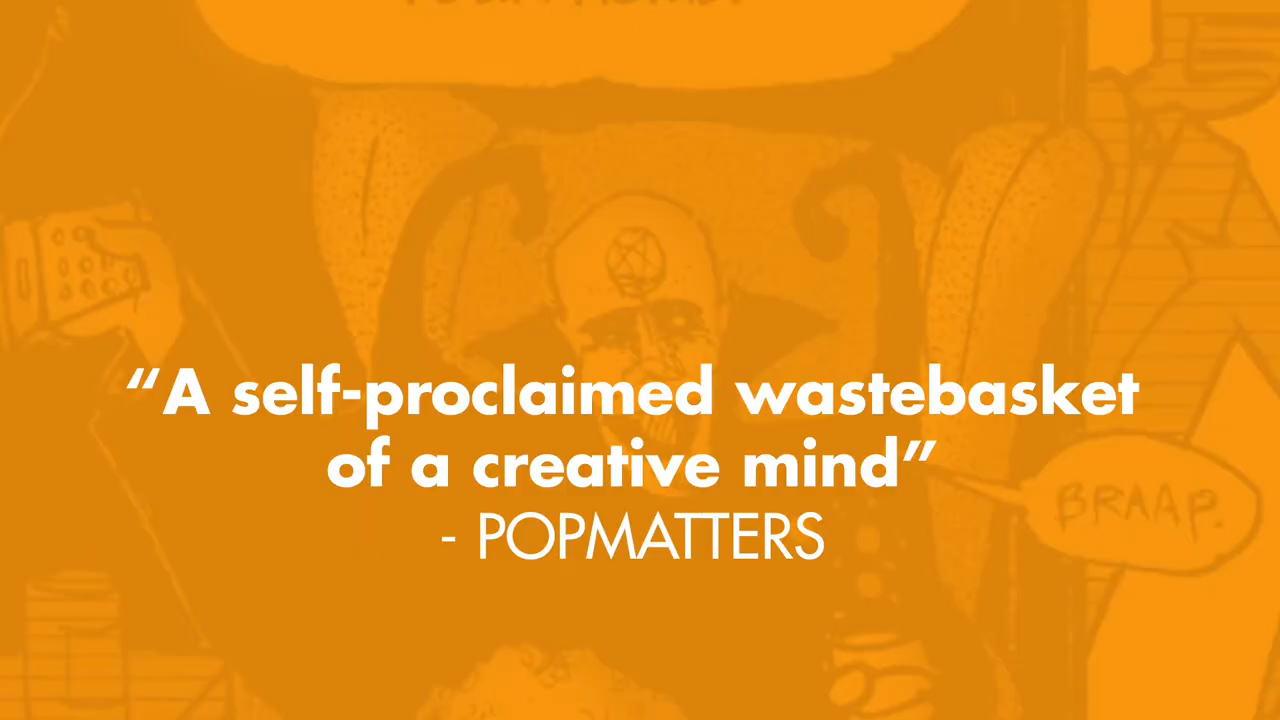 “A self-proclaimed wastebasket
of a creative mind”
- POPMATTERS
BRAAP.